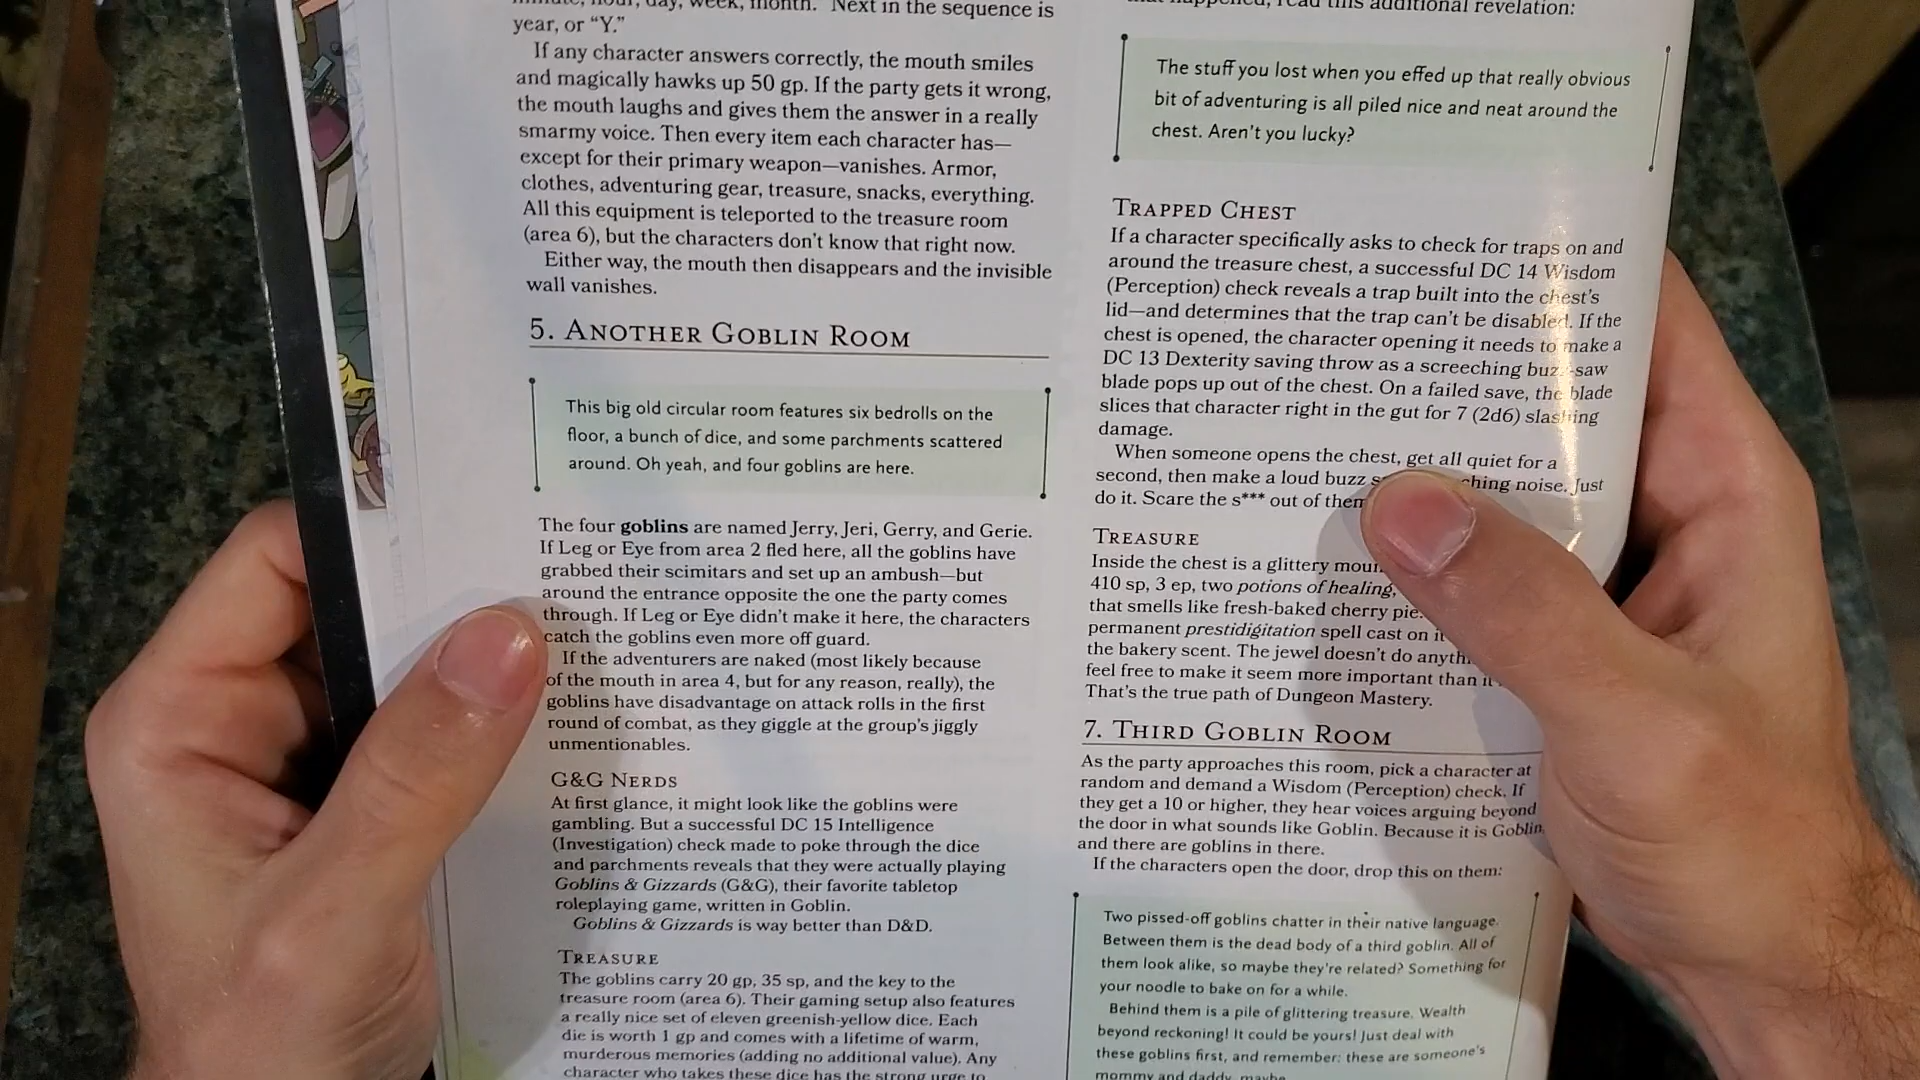 minute, hour, day, week, month." Next in the sequence is
year, or “Y.”
If any character answers correctly, the mouth smiles
and magically hawks up 50 gp. If the party gets it wrong,
the mouth laughs and gives them the answer in a really
smarmy voice. Then every item each character has—
except for their primary weapon—vanishes. Armor,
clothes, adventuring gear, treasure, snacks, everything.
All this equipment is teleported to the treasure room
(area 6), but the characters don’t know that right now.
Either way, the mouth then disappears and the invisible
wall vanishes.
5. Another Goblin Room
This big old circular room features six bedrolls on the
floor, a bunch of dice, and some parchments scattered
around. Oh yeah, and four goblins are here.
The four goblins are named Jerry, Jeri, Gerry, and Gerie.
If Leg or Eye from area 2 fled here, all the goblins have
grabbed their scimitars and set up an ambush—but
around the entrance opposite the one the party comes
through. If Leg or Eye didn’t make it here, the characters
catch the goblins even more off guard.
If the adventurers are naked (most likely because
of the mouth in area 4, but for any reason, really), the
goblins have disadvantage on attack rolls in the first
round of combat, as they giggle at the group’s jiggly
unmentionables.
G&G Nerds
At first glance, it might look like the goblins were
gambling. But a successful DC 15 Intelligence
(Investigation) check made to poke through the dice
and parchments reveals that they were actually playing
Goblins & Gizzards (G&G), their favorite tabletop
roleplaying game, written in Goblin.
Goblins & Gizzards is way better than D&D.
Treasure
The goblins carry 20 gp, 35 sp, and the key to the
treasure room (area 6). Their gaming setup also features
a really nice set of eleven greenish-yellow dice. Each
die is worth 1 gp and comes with a lifetime of warm,
murderous memories (adding no additional value). Any
character who takes these dice has the strong urge to
that happened, read this additional revelation:
The stuff you lost when you effed up that really obvious
bit of adventuring is all piled nice and neat around the
chest. Aren’t you lucky?
Trapped Chest
If a character specifically asks to check for traps on and
around the treasure chest, a successful DC 14 Wisdom
(Perception) check reveals a trap built into the chest’s
lid—and determines that the trap can’t be disabled. If the
chest is opened, the character opening it needs to make a
DC 13 Dexterity saving throw as a screeching buzz-saw
blade pops up out of the chest. On a failed save, the blade
slices that character right in the gut for 7 (2d6) slashing
damage.
When someone opens the chest, get all quiet for a
second, then make a loud buzz noise. Just
do it. Scare the s*** out of them
Treasure
Inside the chest is a glittery
410 sp, 3 ep, two potions of healing,
that smells like fresh-baked cherry pie.
permanent prestidigitation spell cast on
the bakery scent. The jewel doesn’t do
feel free to make it seem more important than
That’s the true path of Dungeon Mastery.
7. Third Goblin Room
As the party approaches this room, pick a character at
random and demand a Wisdom (Perception) check. If
they get a 10 or higher, they hear voices arguing beyond
the door in what sounds like Goblin. Because it is Goblin,
and there are goblins in there.
If the characters open the door, drop this on them:
Two pissed-off goblins chatter in their native language.
Between them is the dead body of a third goblin. All of
them look alike, so maybe they’re related? Something for
your noodle to bake on for a while.
Behind them is a pile of glittering treasure. Wealth
beyond reckoning! It could be yours! Just deal with
these goblins first, and remember: these are someone’s
mommy and daddy, maybe.